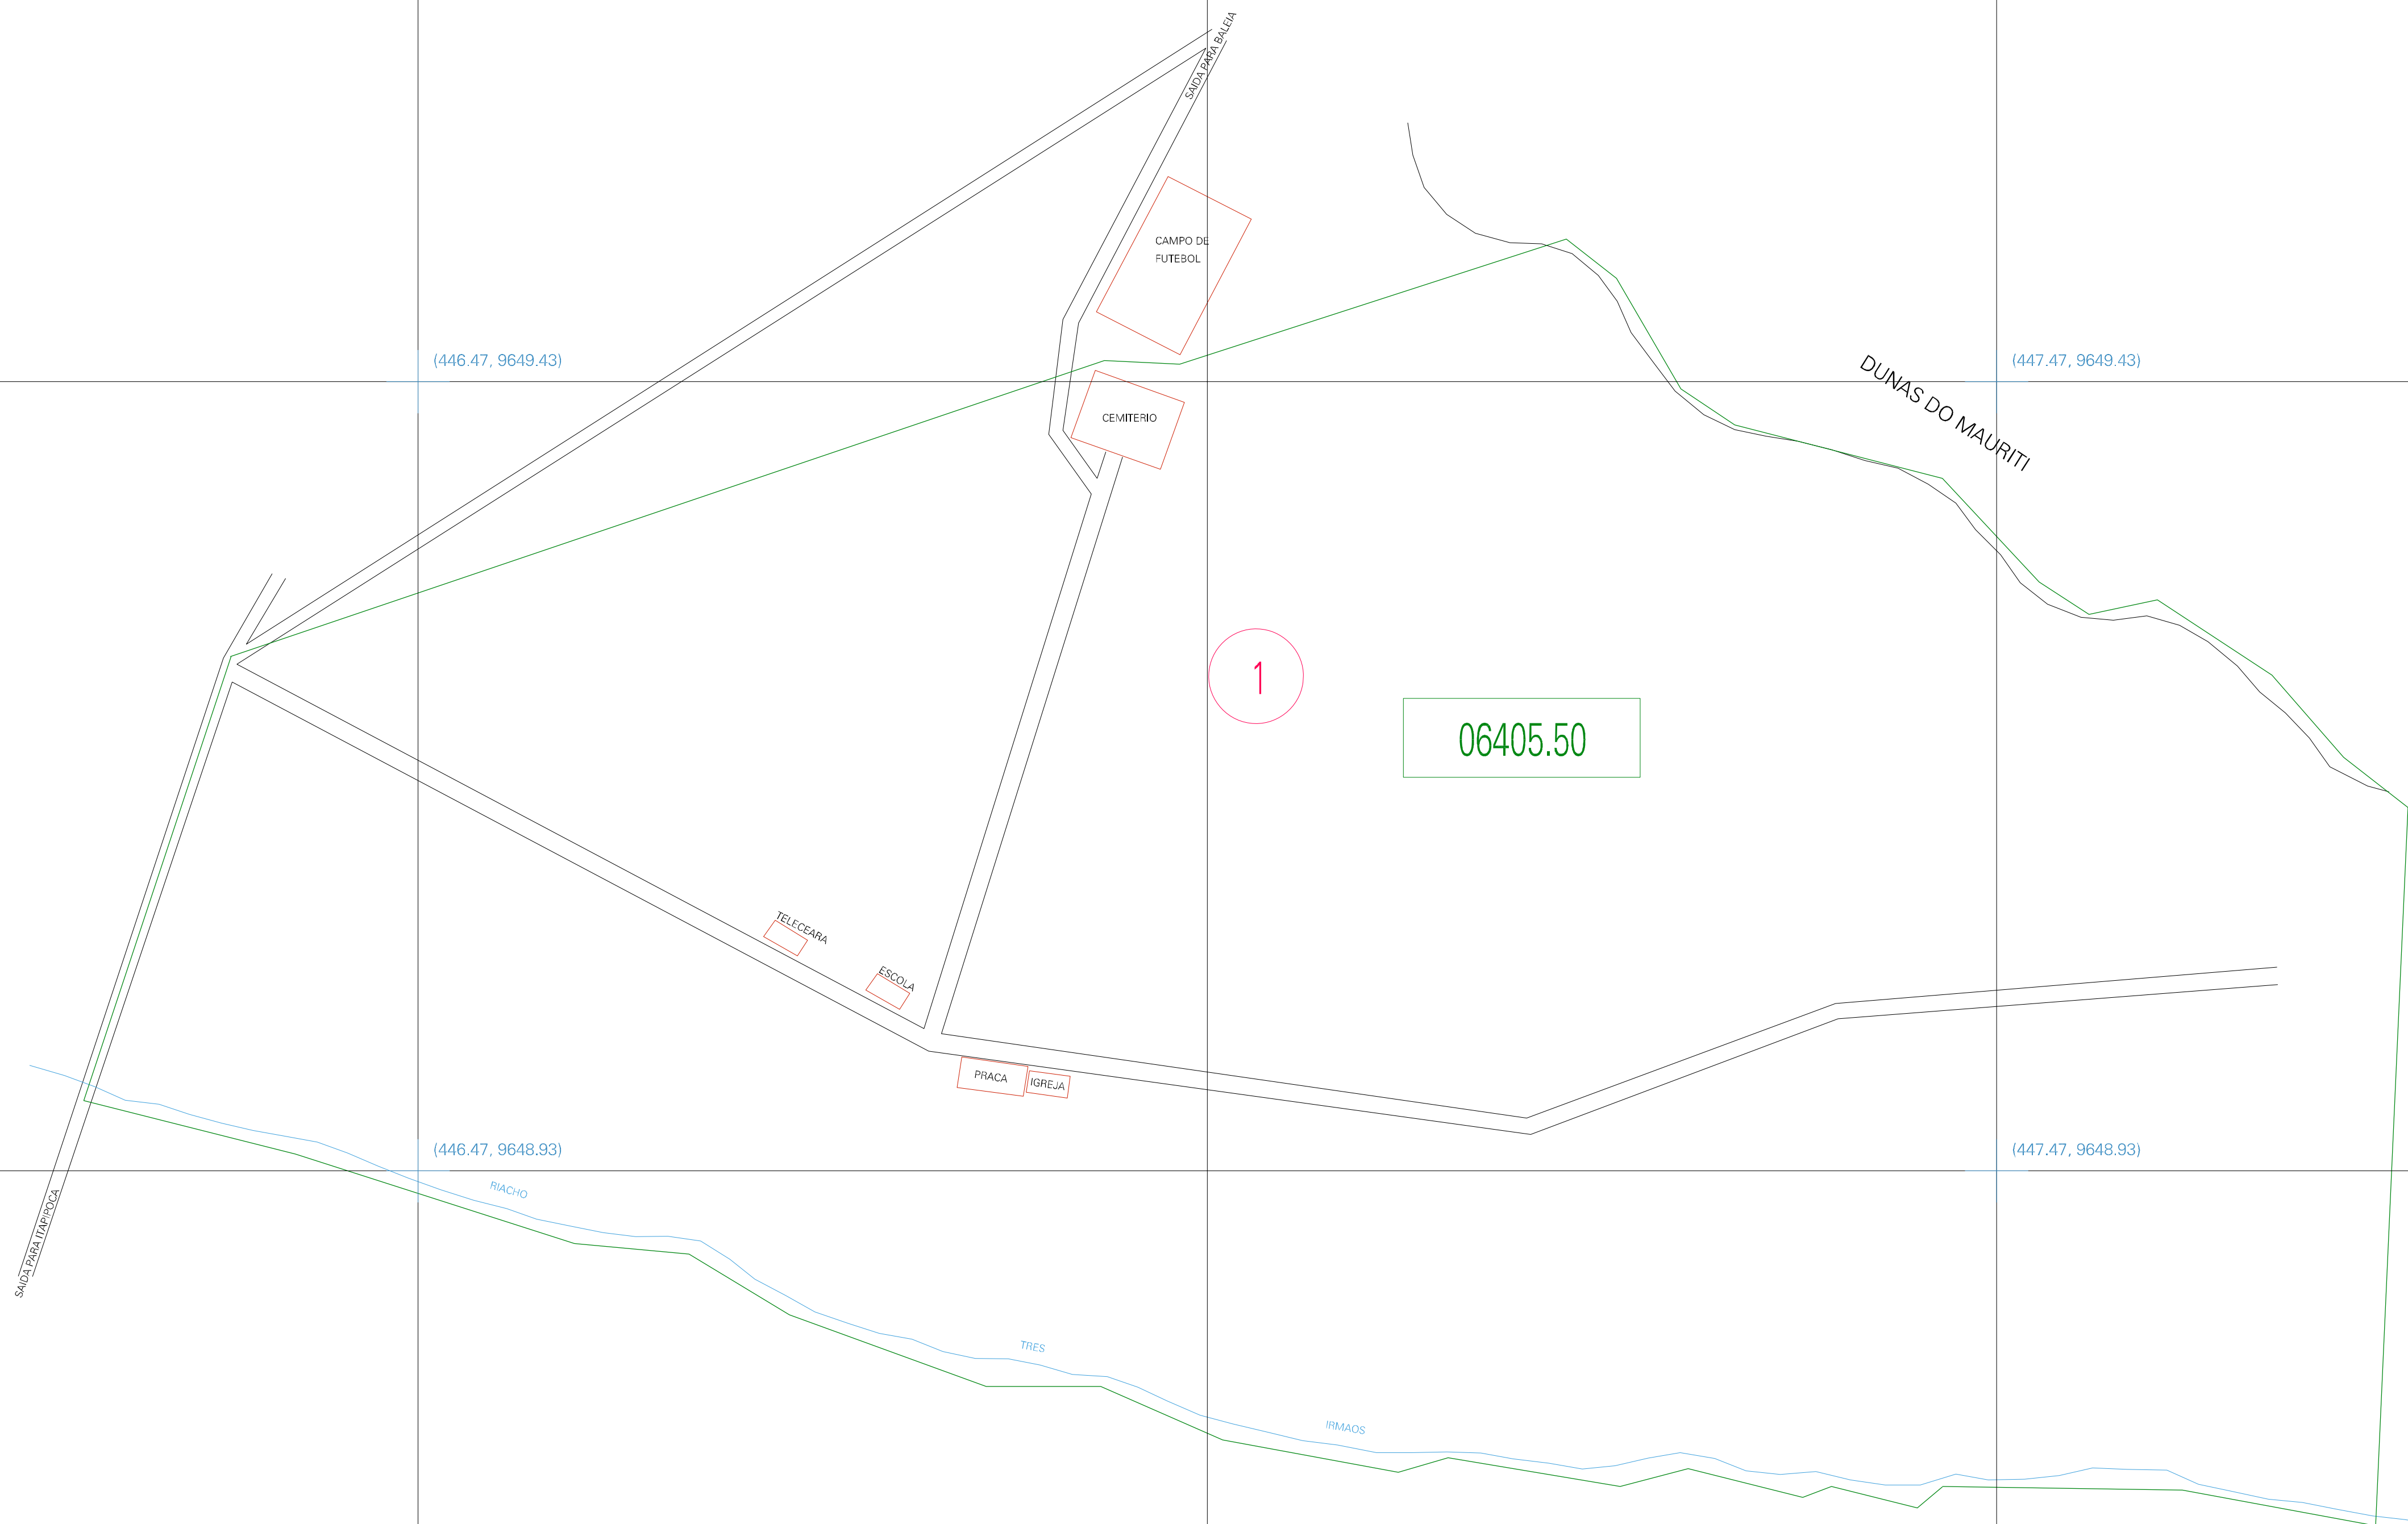 SAIDA PARA BALEIA
CAMPO DE
FUTEBOL
(446.47, 9649.43)
(447.47, 9649.43)
DUNAS DO MAURITI
CEMITERIO
1
06405.50
TELECEARA
ESCOLA
PRACA
IGREJA
(446.47, 9648.93)
(447.47, 9648.93)
SAIDA PARA ITAPIPOCA
RIACHO
TRES
IRMAOS